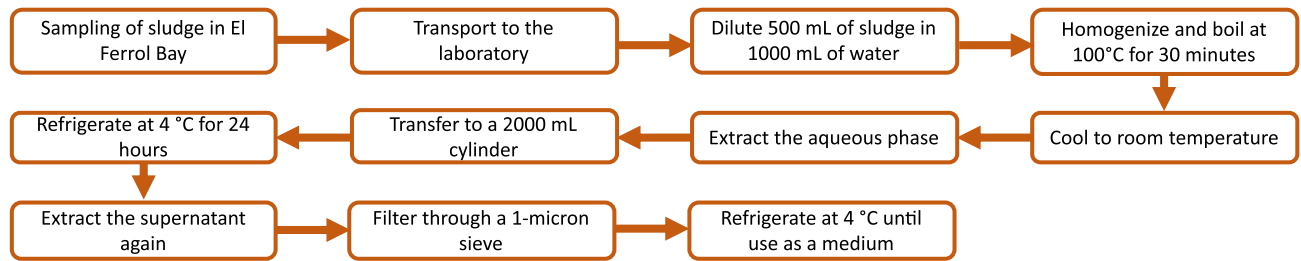 Sampling of sludge in El
Ferrol Bay
Transport to the
laboratory
Dilute 500 mL of sludge in
1000 mL of water
Homogenize and boil at
100°C for 30 minutes
Cool to room temperature
Extract the aqueous phase
Transfer to a 2000 mL
cylinder
Refrigerate at 4 °C for 24
hours
Extract the supernatant
again
Filter through a 1-micron
sieve
Refrigerate at 4 °C until
use as a medium